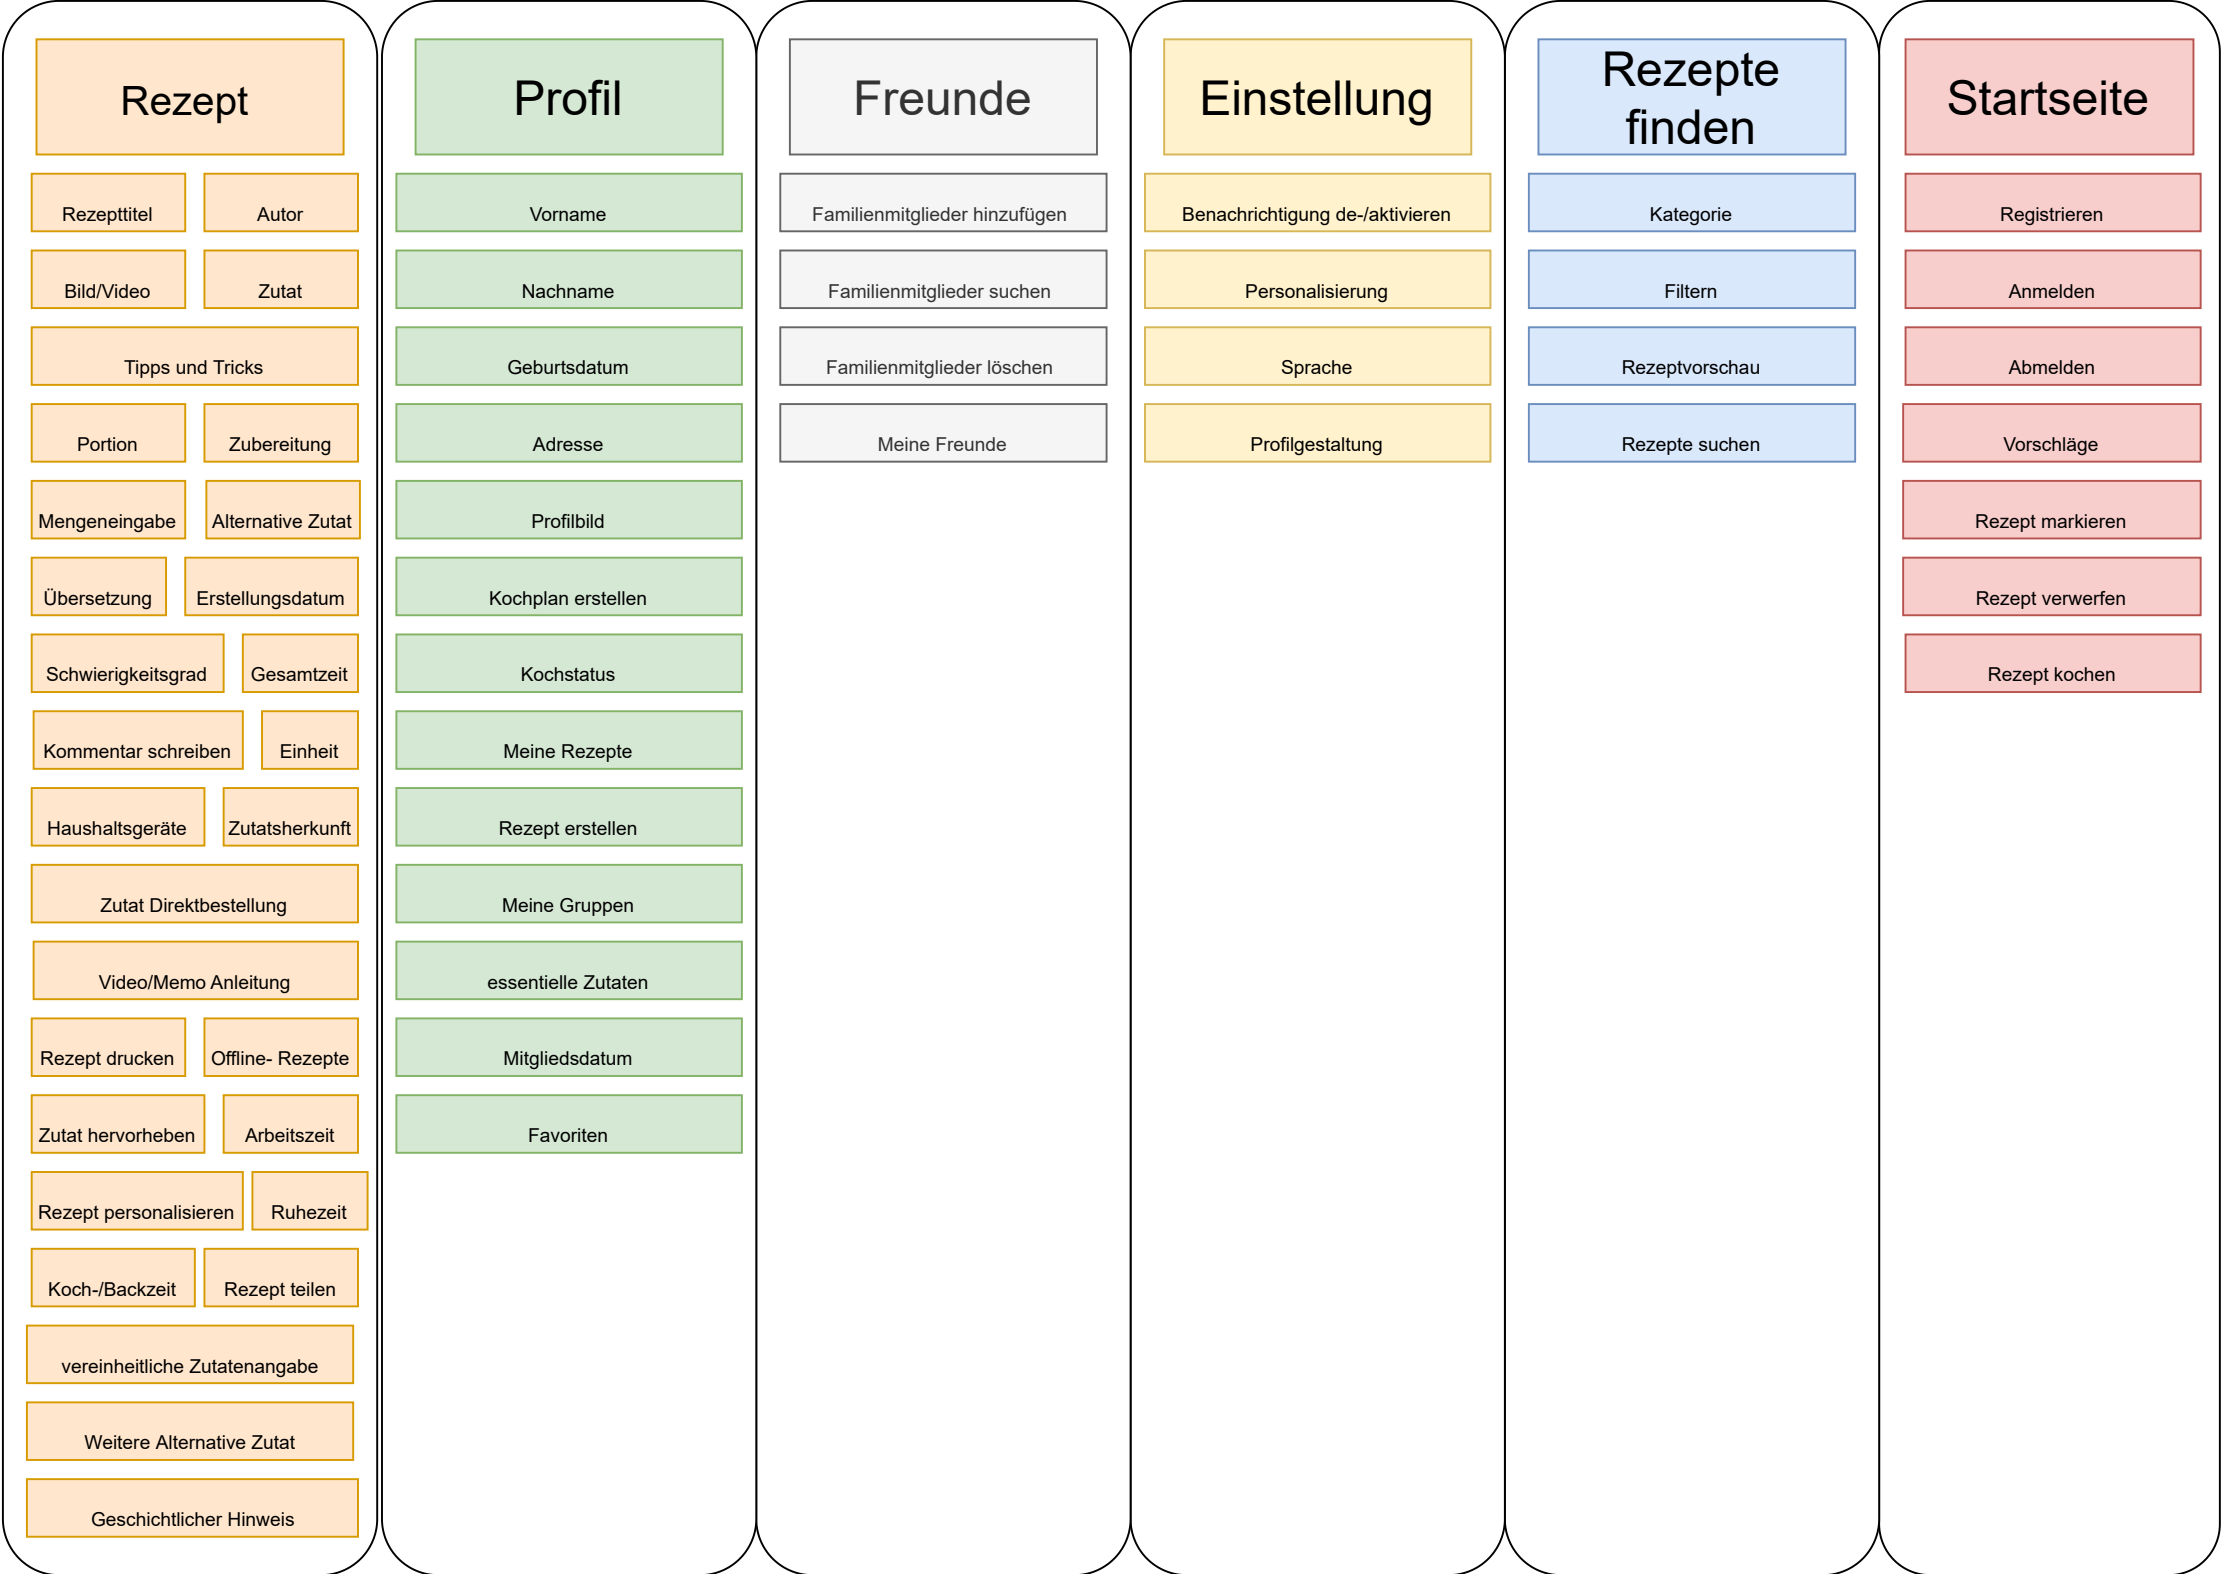 Rezept
Rezepttitel
Autor
Bild/Video
Zutat
Tipps und Tricks
Portion
Zubereitung
Mengeneingabe
Alternative Zutat
Übersetzung
Erstellungsdatum
Schwierigkeitsgrad
Gesamtzeit
Kommentar schreiben
Einheit
Haushaltsgeräte
Zutatsherkunft
Zutat Direktbestellung
Video/Memo Anleitung
Rezept drucken
Offline- Rezepte
Zutat hervorheben
Arbeitszeit
Rezept personalisieren
Ruhezeit
Koch-/Backzeit
Rezept teilen
vereinheitliche Zutatenangabe
Weitere Alternative Zutat
Geschichtlicher Hinweis
Profil
Vorname
Nachname
Geburtsdatum
Adresse
Profilbild
Kochplan erstellen
Kochstatus
Meine Rezepte
Rezept erstellen
Meine Gruppen
essentielle Zutaten
Mitgliedsdatum
Favoriten
Freunde
Familienmitglieder hinzufügen
Familienmitglieder suchen
Familienmitglieder löschen
Meine Freunde
Einstellung
Benachrichtigung de-/aktivieren
Personalisierung
Sprache
Profilgestaltung
Rezepte
finden
Kategorie
Filtern
Rezeptvorschau
Rezepte suchen
Startseite
Registrieren
Anmelden
Abmelden
Vorschläge
Rezept markieren
Rezept verwerfen
Rezept kochen